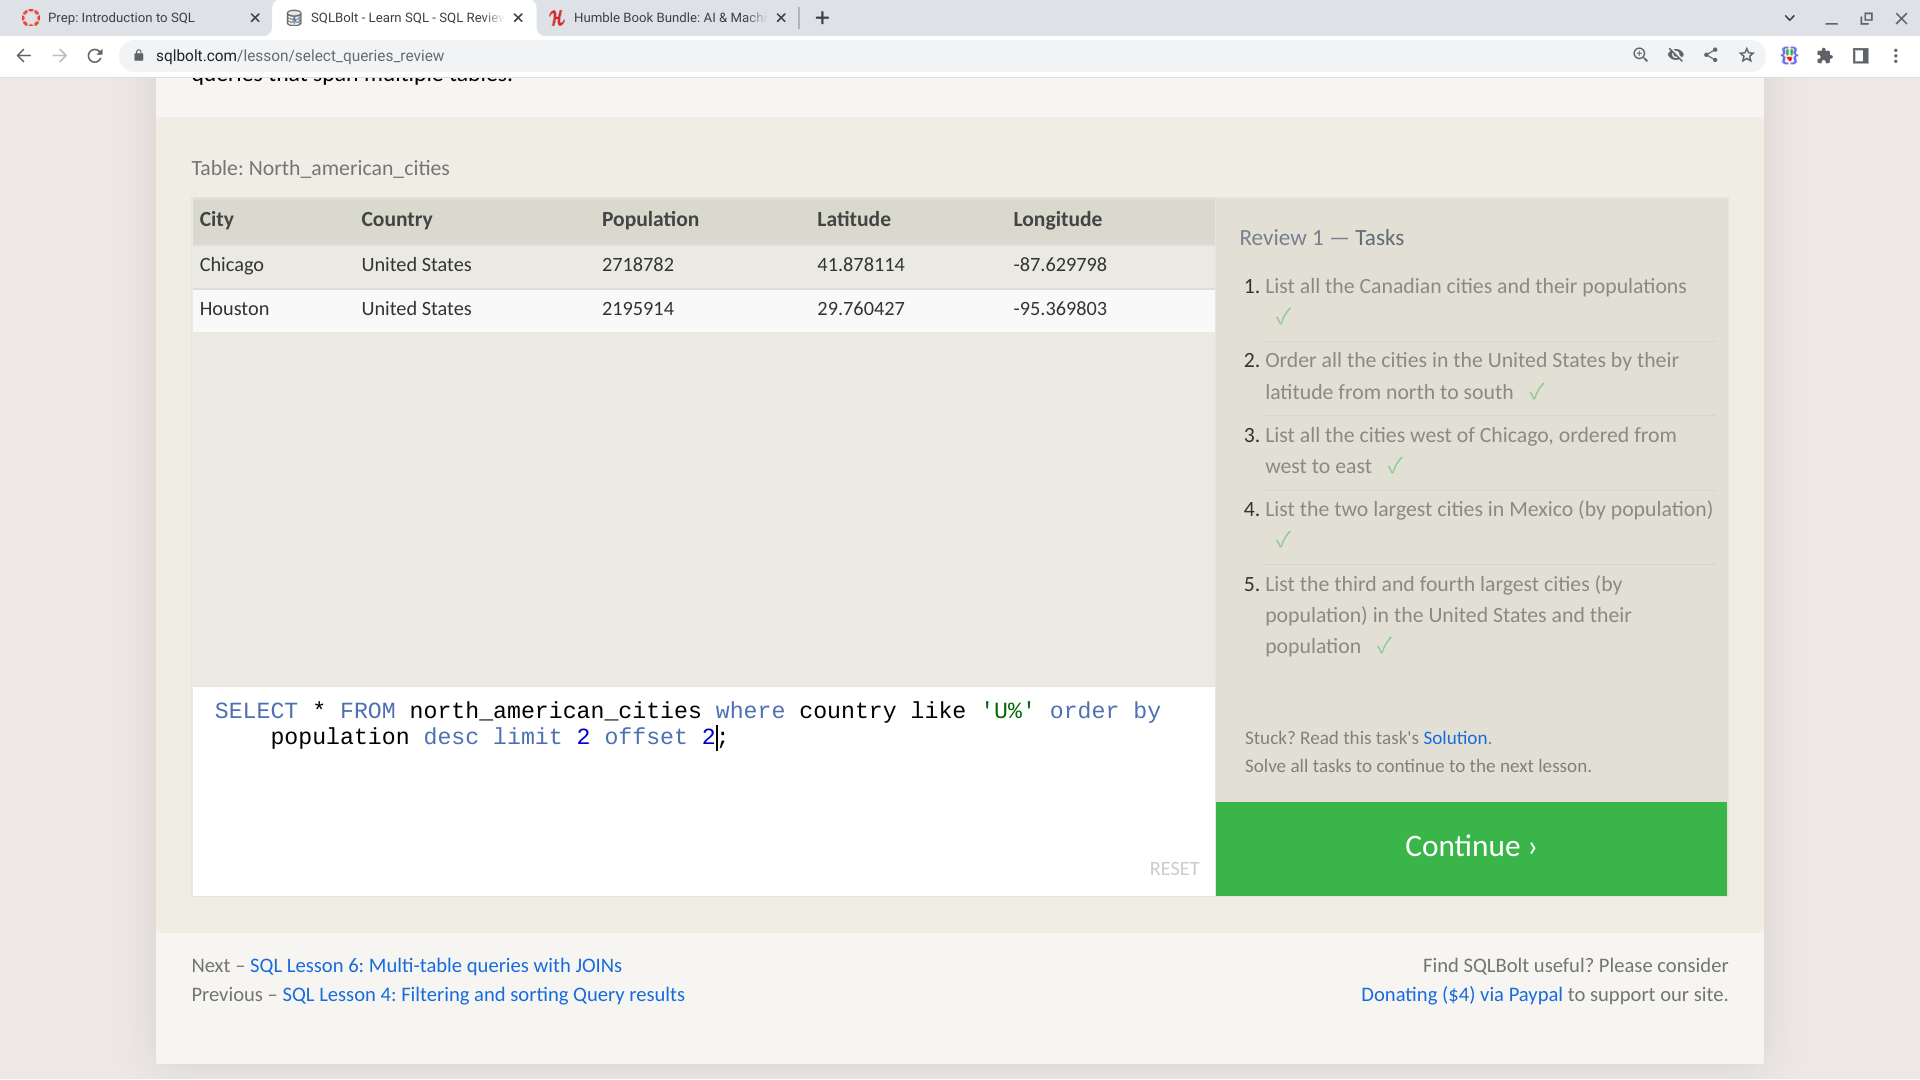 Prep: Introduction to SQL
SQLBolt - Learn SQL - SQL Review
Humble Book Bundle: AI & Machi
sqlbolt.com/lesson/select_queries_review
queries that span multiple tables.
Table: North_american_cities
City Country Population Latitude Longitude
Chicago United States 2718782 41.878114 -87.629798
Houston United States 2195914 29.760427 -95.369803
SELECT * FROM north_american_cities where country like 'U%' order by
population desc limit 2 offset 2;
RESET
Review 1 — Tasks
1. List all the Canadian cities and their populations
✓
2. Order all the cities in the United States by their
latitude from north to south ✓
3. List all the cities west of Chicago, ordered from
west to east ✓
4. List the two largest cities in Mexico (by population)
✓
5. List the third and fourth largest cities (by
population) in the United States and their
population ✓
Stuck? Read this task's Solution.
Solve all tasks to continue to the next lesson.
Continue ›
Next – SQL Lesson 6: Multi-table queries with JOINs
Previous – SQL Lesson 4: Filtering and sorting Query results
Find SQLBolt useful? Please consider
Donating ($4) via Paypal to support our site.